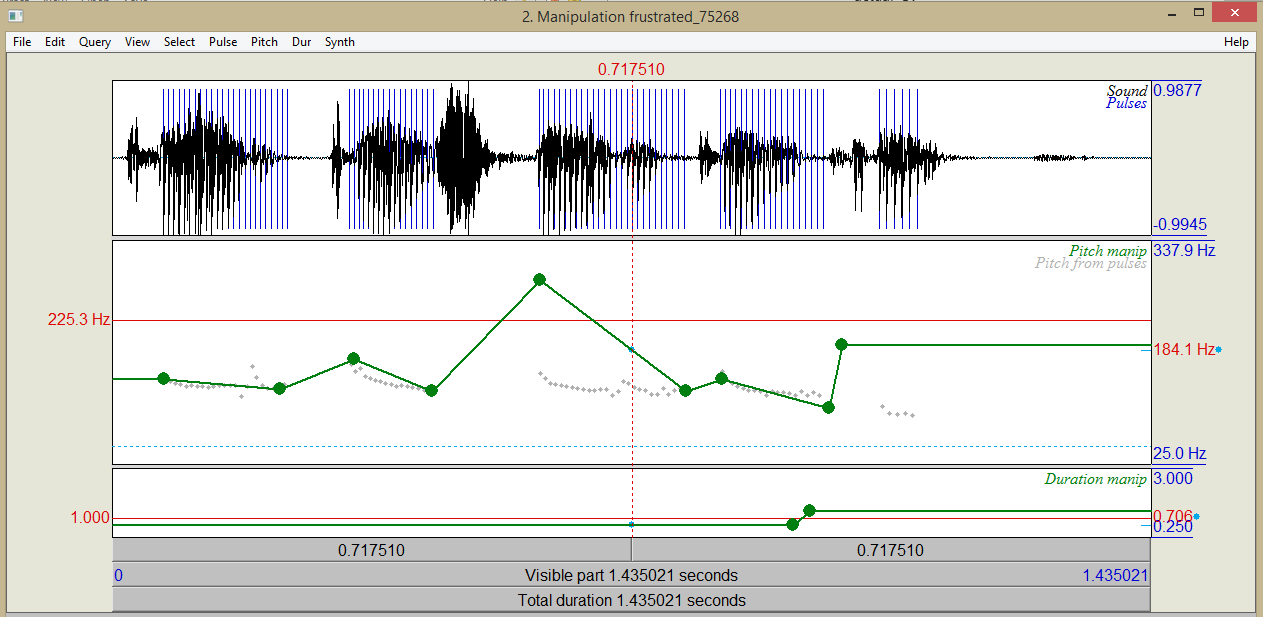 2. Manipulation frustrated_75268
File Edit Query View Select Pulse Pitch Dur Synth Help
0.717510
Sound 0.9877
Pulses
-0.9945
Pitch manip 337.9 Hz
Pitch from pulses
225.3 Hz
184.1 Hz
25.0 Hz
Duration manip 3.000
1.000
0.706
0.250
0.717510 0.717510
0 Visible part 1.435021 seconds 1.435021
Total duration 1.435021 seconds